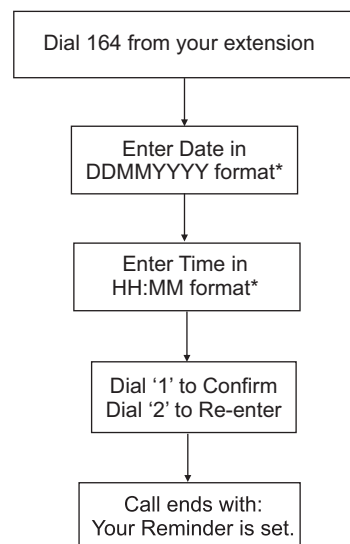 Dial 164 from your extension
Enter Date in
DDMMYYYY format*
Enter Time in
HH:MM format*
Dial ‘1’ to Confirm
Dial ‘2’ to Re-enter
Call ends with:
Your Reminder is set.